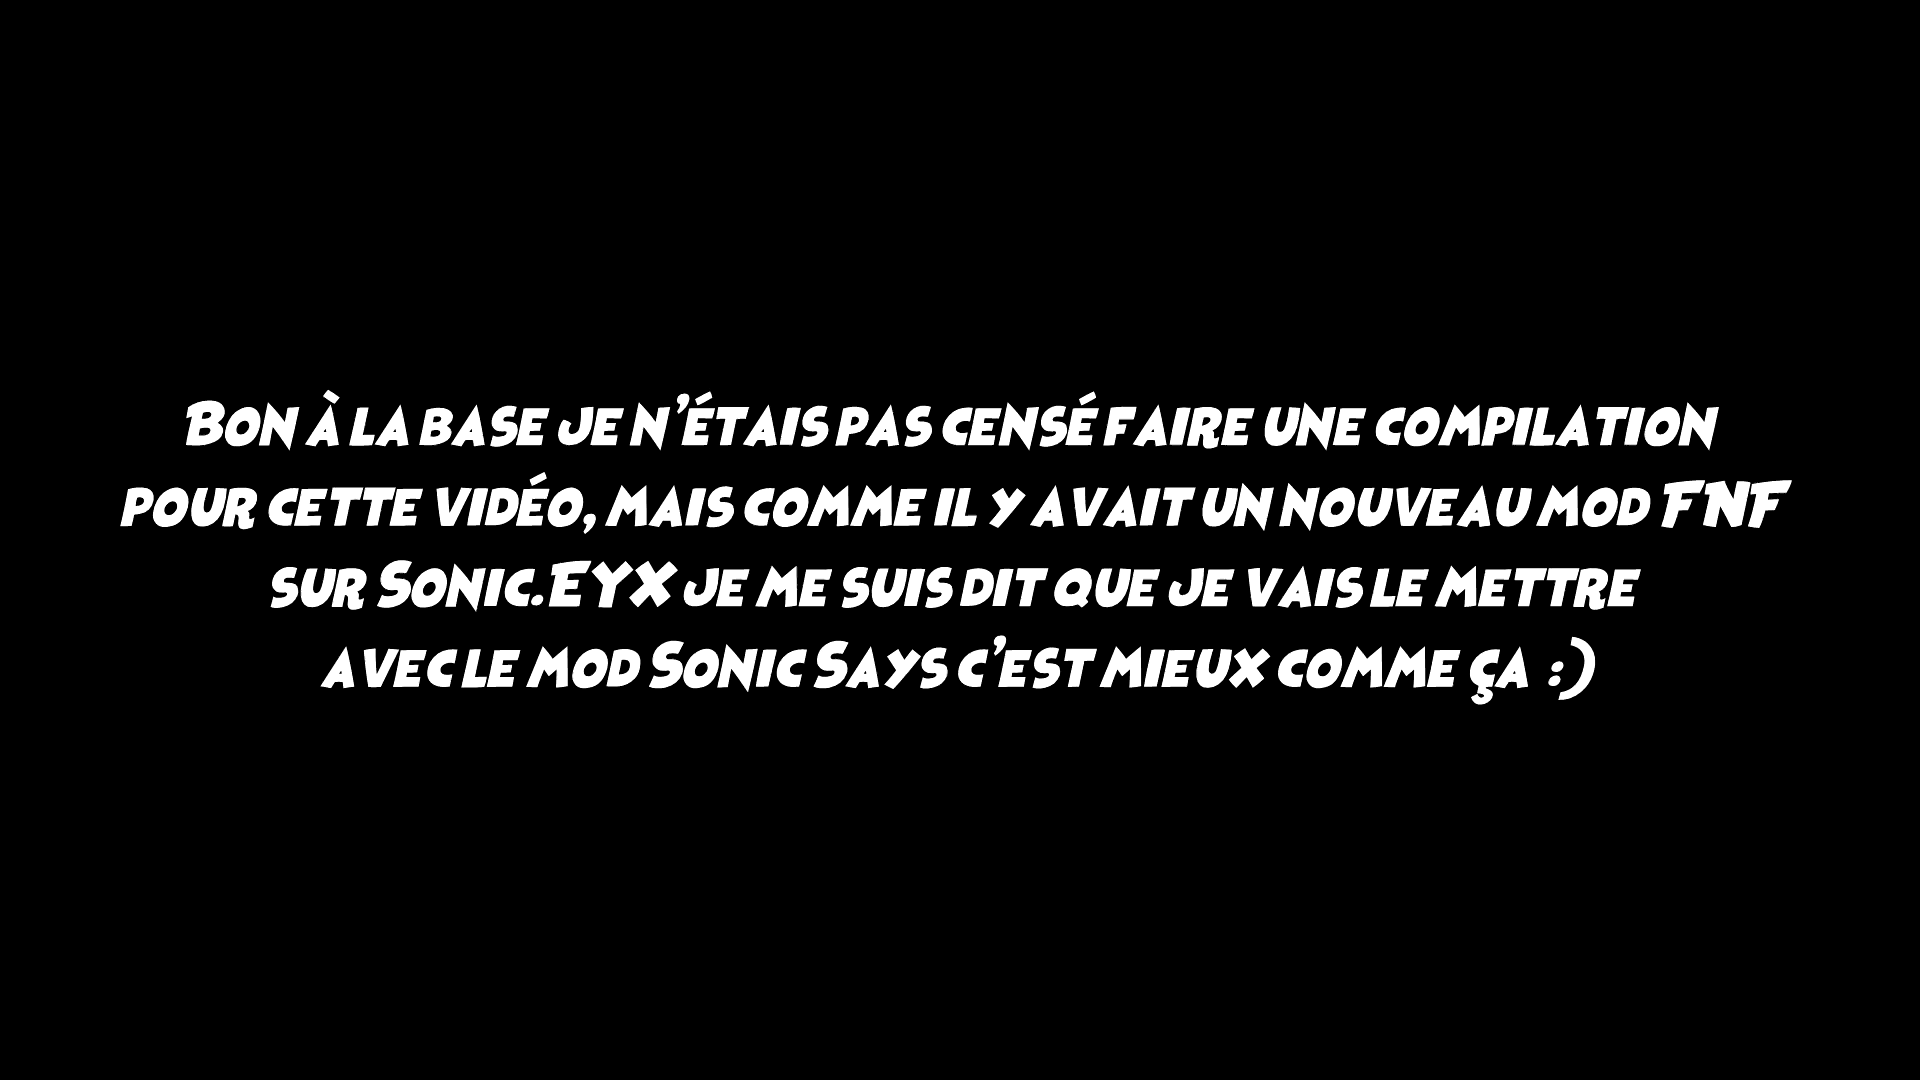 Bon à la base je n'étais pas censé faire une compilation
pour cette vidéo, mais comme il y avait un nouveau mod FNF
sur Sonic.EYX je me suis dit que je vais le mettre
avec le mod Sonic Says c'est mieux comme ça :)